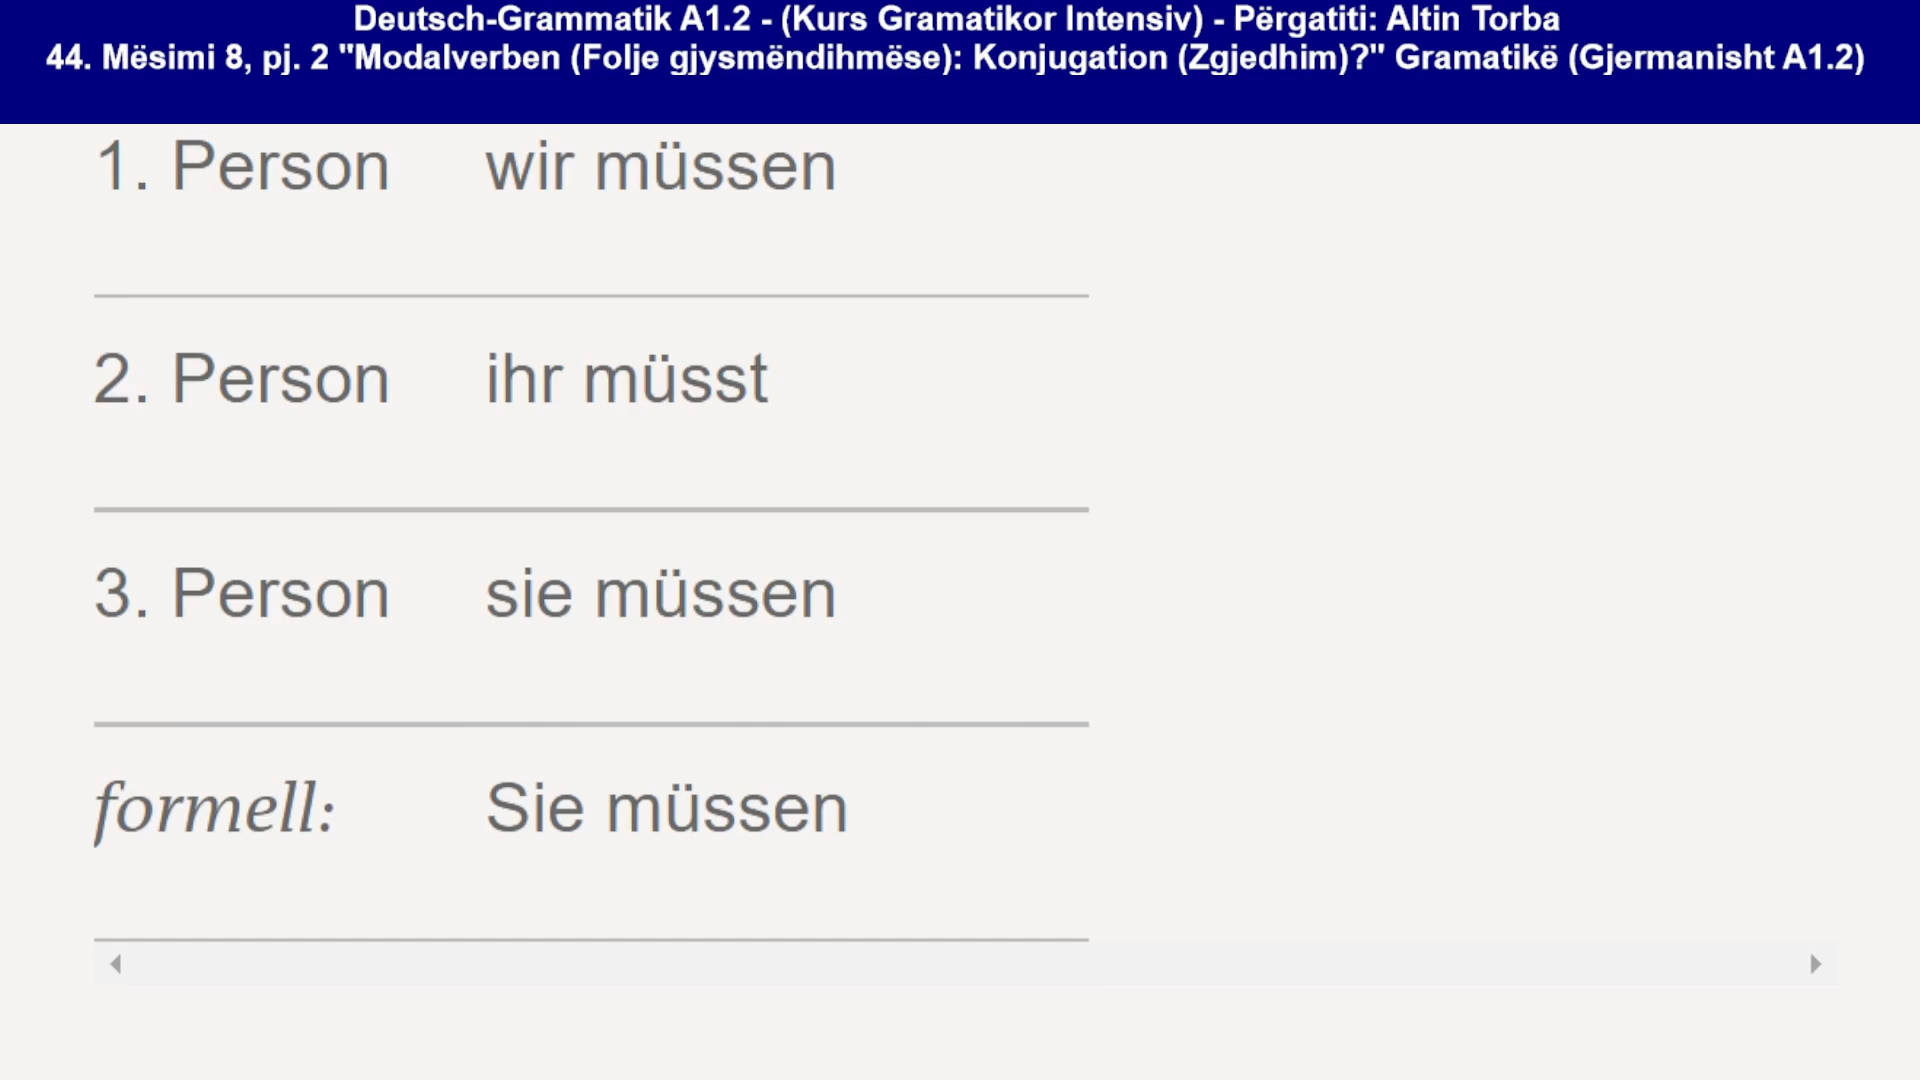 Deutsch-Grammatik A1.2 - (Kurs Gramatikor Intensiv) - Përgatiti: Altin Torba
44. Mësimi 8, pj. 2 "Modalverben (Folje gjysmëndihmëse): Konjugation (Zgjedhim)?" Gramatikë (Gjermanisht A1.2)
1. Person wir müssen
2. Person ihr müsst
3. Person sie müssen
formell: Sie müssen